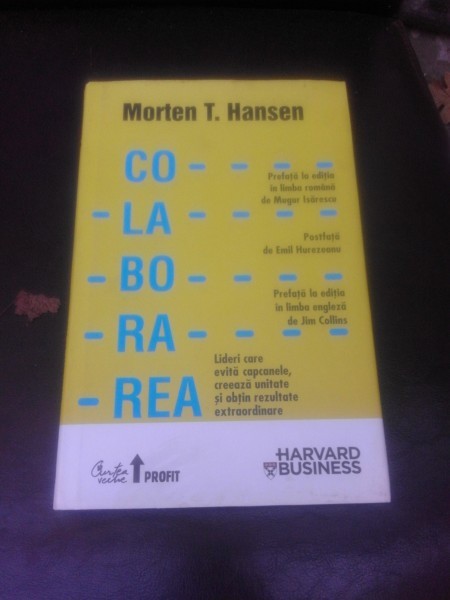 Morten T. Hansen
CO - - - -
Prefață la ediția
în limba română
de Mugur Isărescu
- LA - - - -
Postfață
de Emil Hurezeanu
- BO - - - -
Prefață la ediția
în limba engleză
de Jim Collins
- RA - - - -
Lideri care
evită capcanele,
creează unitate
și obțin rezultate
extraordinare
- REA
Curtea veche PROFIT
HARVARD
BUSINESS